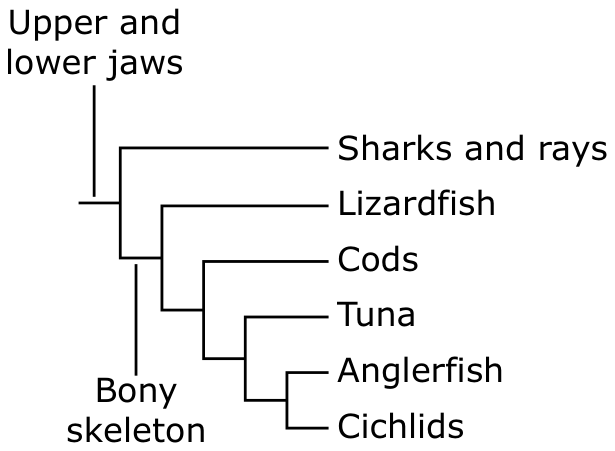 Upper and
lower jaws
Sharks and rays
Lizardfish
Cods
Tuna
Anglerfish
Cichlids
Bony
skeleton